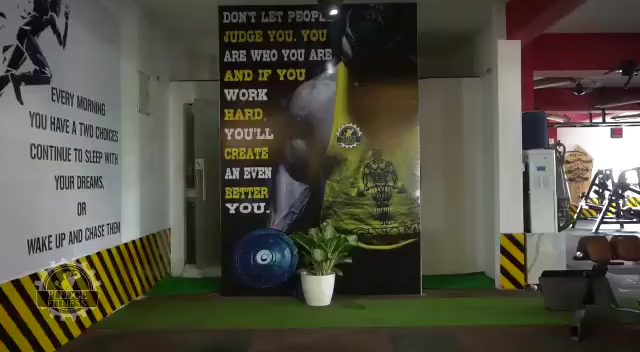 EVERY MORNING
YOU HAVE A TWO CHOICES
CONTINUE TO SLEEP WITH
YOUR DREAMS,
OR
WAKE UP AND CHASE THEM
DON'T LET PEOPLE
JUDGE YOU. YOU
ARE WHO YOU ARE
AND IF YOU
WORK
HARD,
YOU'LL
CREATE
AN EVEN
BETTER
YOU.
FITNESS